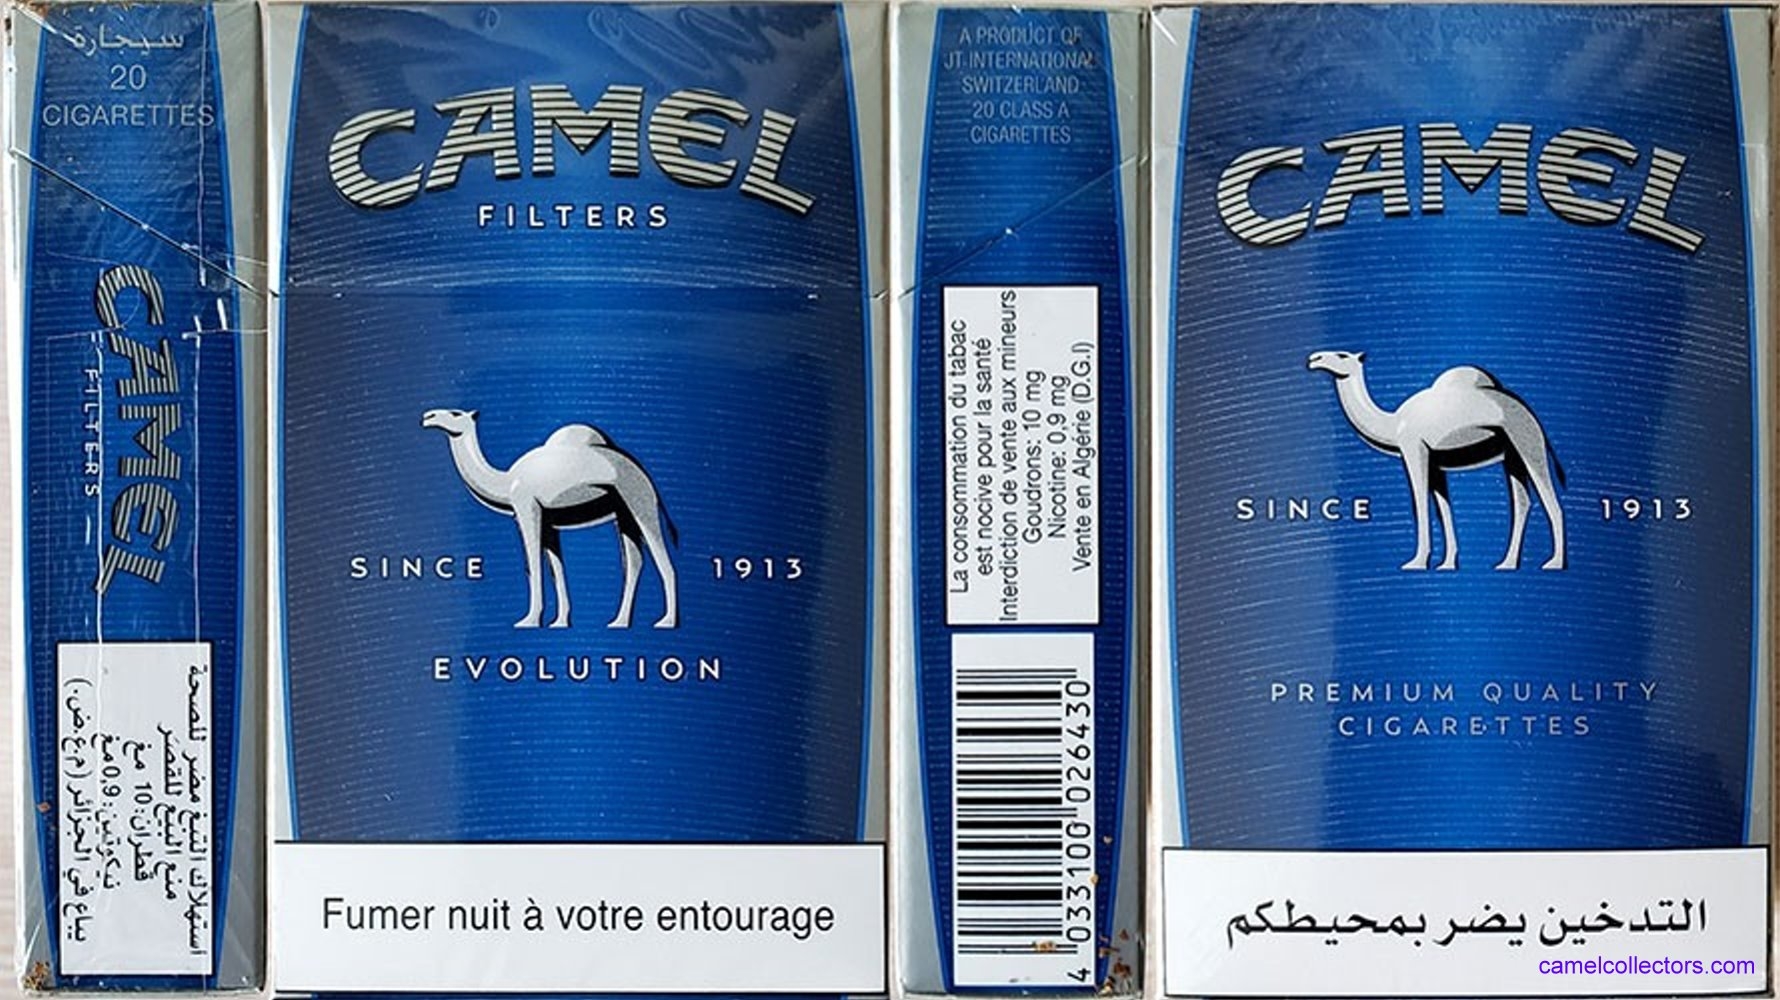 سيجارة
20
CIGARETTES
CAMEL
FILTERS
استهلاك التبغ مضر للصحة
منع البيع للقصر
قطران: 10 مغ
نيكوتين: 0,9 مغ
يباع في الجزائر (م.ع.ض.)
CAMEL
FILTERS
SINCE 1913
EVOLUTION
Fumer nuit à votre entourage
A PRODUCT OF
JT INTERNATIONAL
SWITZERLAND
20 CLASS A
CIGARETTES
La consommation du tabac
est nocive pour la santé
Interdiction de vente aux mineurs
Goudrons: 10 mg
Nicotine: 0,9 mg
Vente en Algérie (D.G.I)
4 033100 026430
CAMEL
SINCE 1913
PREMIUM QUALITY
CIGARETTES
التدخين يضر بمحيطكم
camelcollectors.com